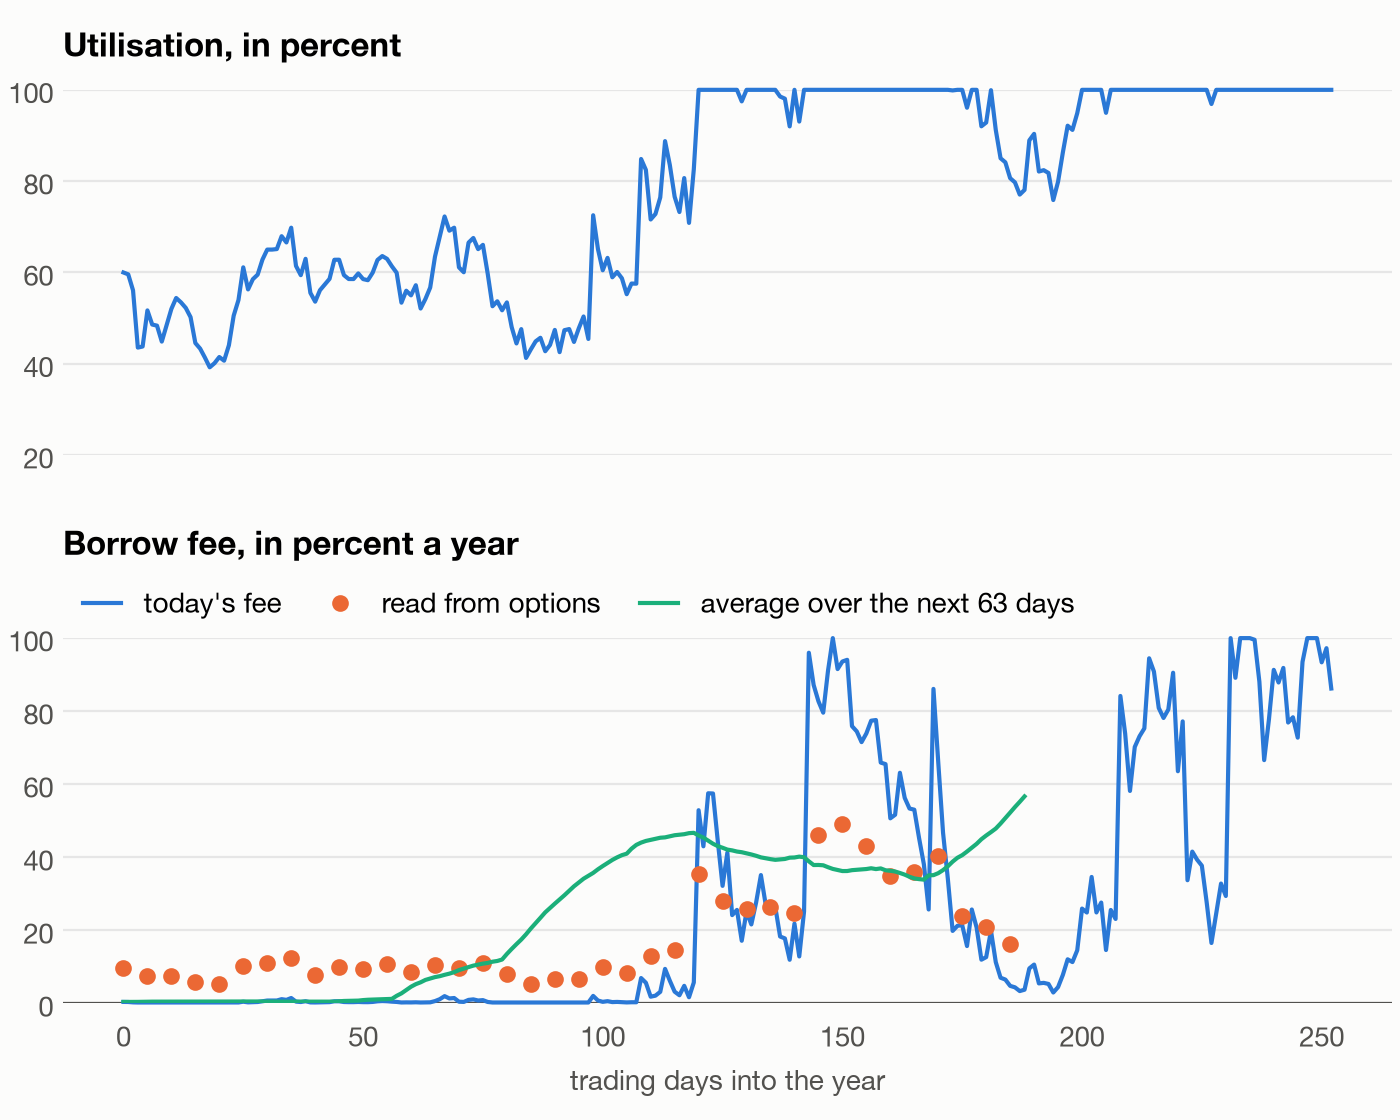 Utilisation, in percent
100
80
60
40
20
Borrow fee, in percent a year
today's fee read from options average over the next 63 days
100
80
60
40
20
0
0 50 100 150 200 250
trading days into the year